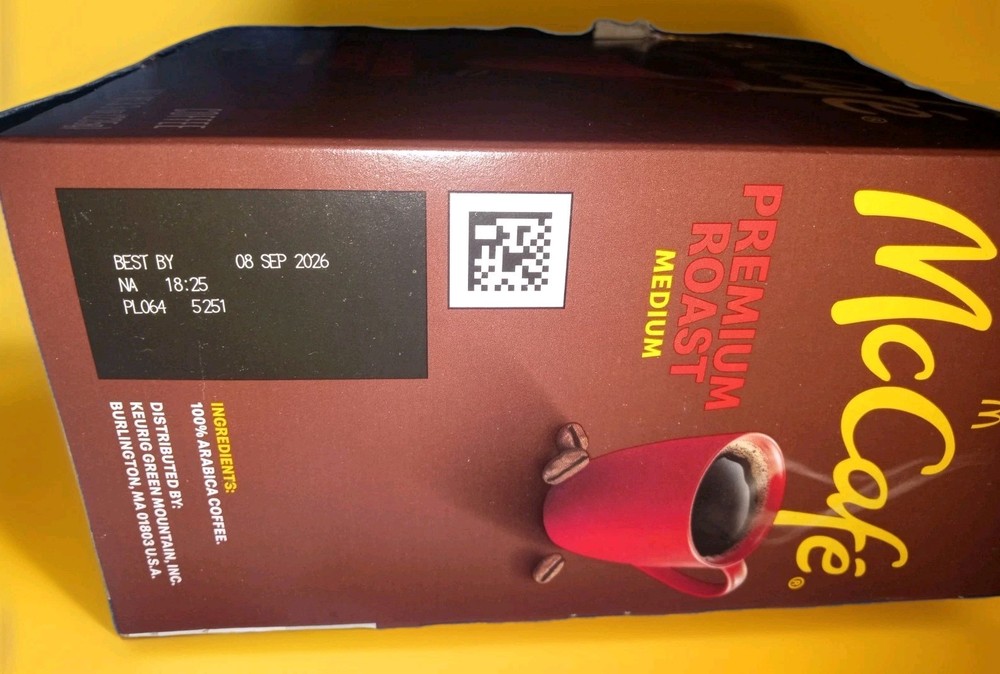 McCafé®
PREMIUM
ROAST
MEDIUM
BEST BY 08 SEP 2026
NA 18:25
PL064 5251
INGREDIENTS:
100% ARABICA COFFEE.
DISTRIBUTED BY:
KEURIG GREEN MOUNTAIN, INC.
BURLINGTON, MA 01803 U.S.A.
COFFEE